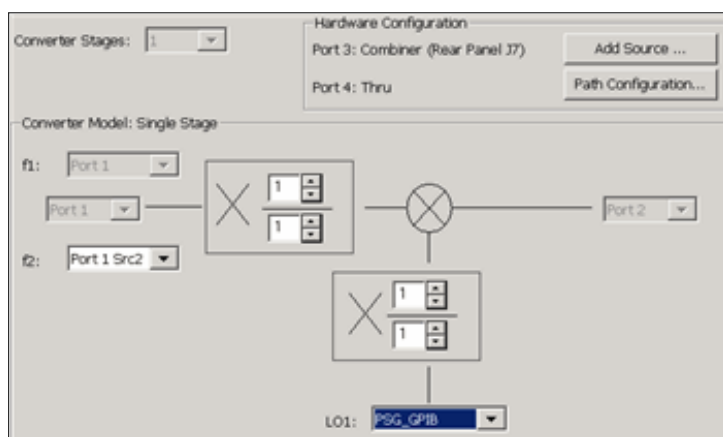 Hardware Configuration
Converter Stages: 1
Port 3: Combiner (Rear Panel J7)
Add Source ...
Port 4: Thru
Path Configuration...
Converter Model: Single Stage
f1: Port 1
Port 1
1
1
Port 2
f2: Port 1 Src2
1
1
LO1: PSG_GPIB